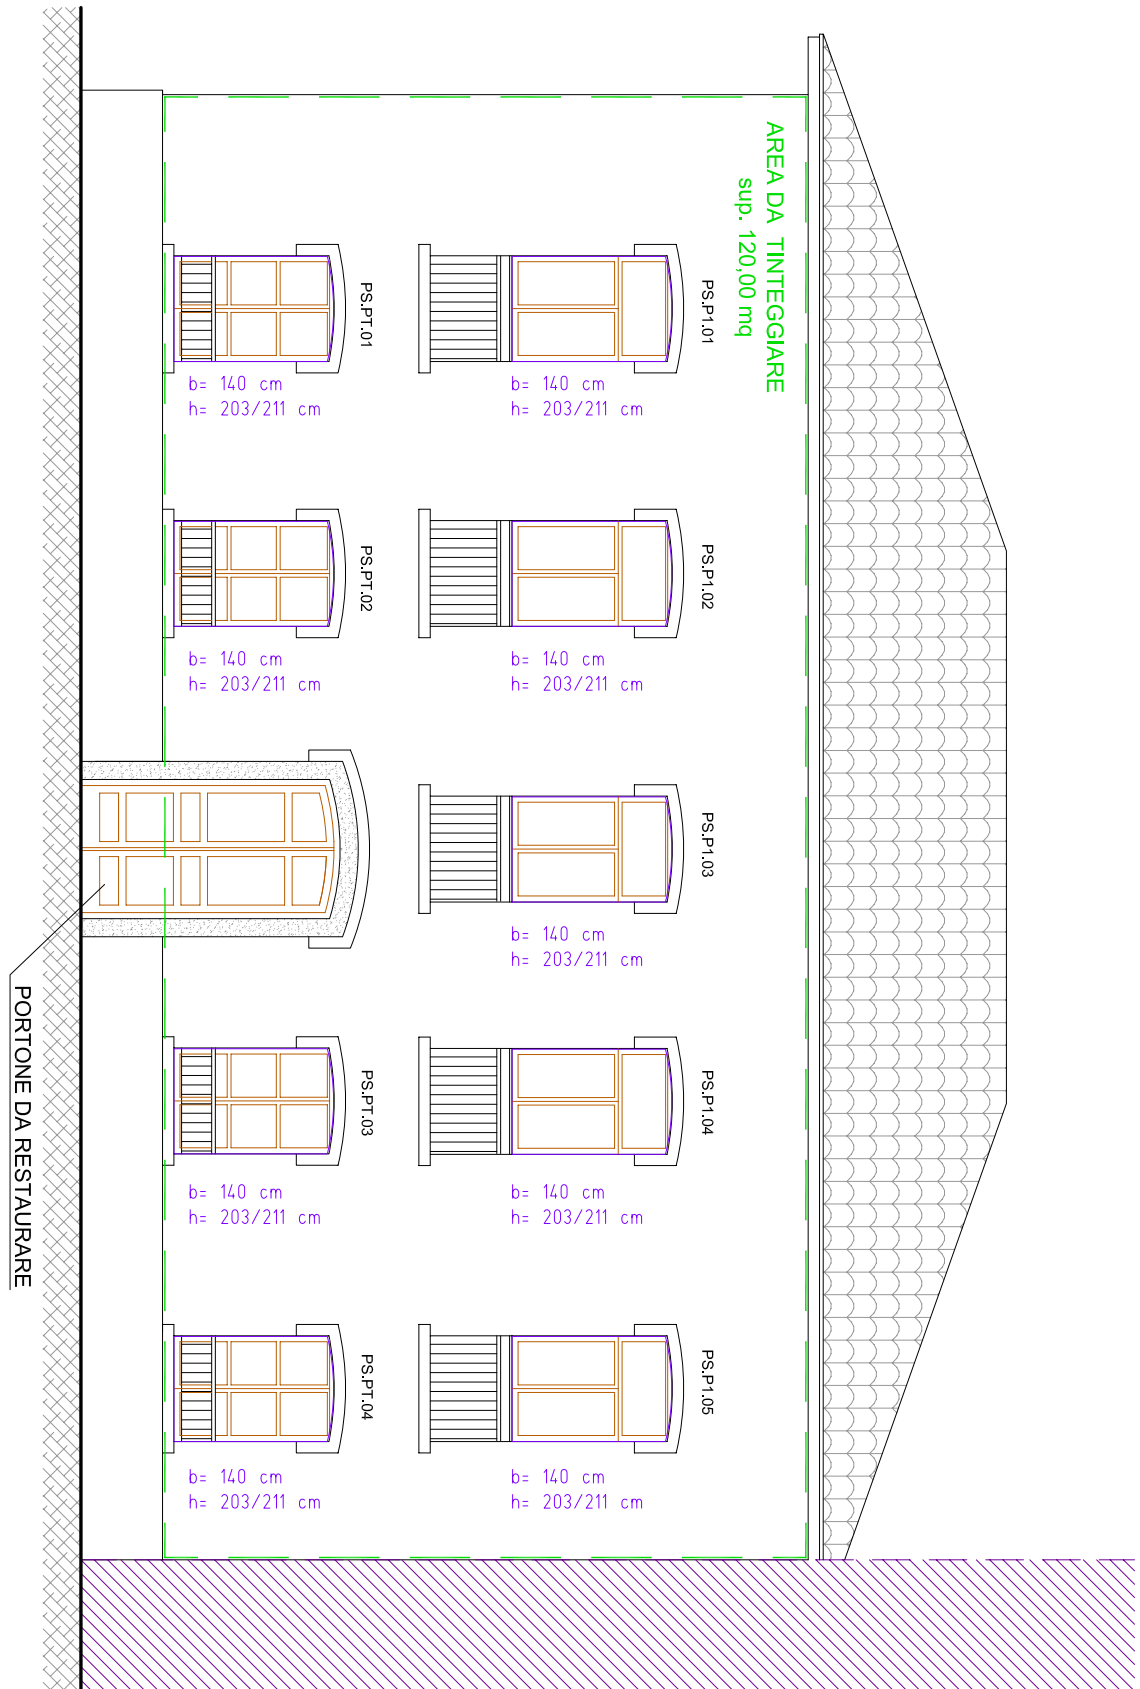 AREA DA TINTEGGIARE
sup. 120,00 mq
PS.P1.01
b= 140 cm
h= 203/211 cm
PS.P1.02
b= 140 cm
h= 203/211 cm
PS.P1.03
b= 140 cm
h= 203/211 cm
PS.P1.04
b= 140 cm
h= 203/211 cm
PS.P1.05
b= 140 cm
h= 203/211 cm
PS.PT.01
b= 140 cm
h= 203/211 cm
PS.PT.02
b= 140 cm
h= 203/211 cm
PS.PT.03
b= 140 cm
h= 203/211 cm
PS.PT.04
b= 140 cm
h= 203/211 cm
PORTONE DA RESTAURARE